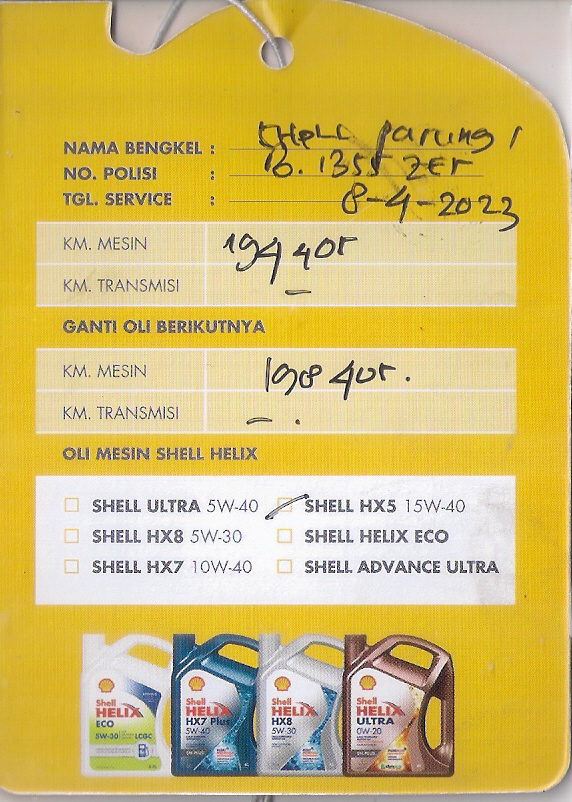 NAMA BENGKEL : SHELL Parung 1
NO. POLISI : B. 1355 ZET
TGL. SERVICE : 8-4-2023
KM. MESIN 194 405
KM. TRANSMISI –
GANTI OLI BERIKUTNYA
KM. MESIN 198 405.
KM. TRANSMISI – .
OLI MESIN SHELL HELIX
SHELL ULTRA 5W-40
SHELL HX5 15W-40
SHELL HX8 5W-30
SHELL HELIX ECO
SHELL HX7 10W-40
SHELL ADVANCE ULTRA
Shell HELIX ECO 5W-30 LCGC
Shell HELIX HX7 Plus 5W-40
Shell HELIX HX8 5W-30
Shell HELIX ULTRA 0W-20